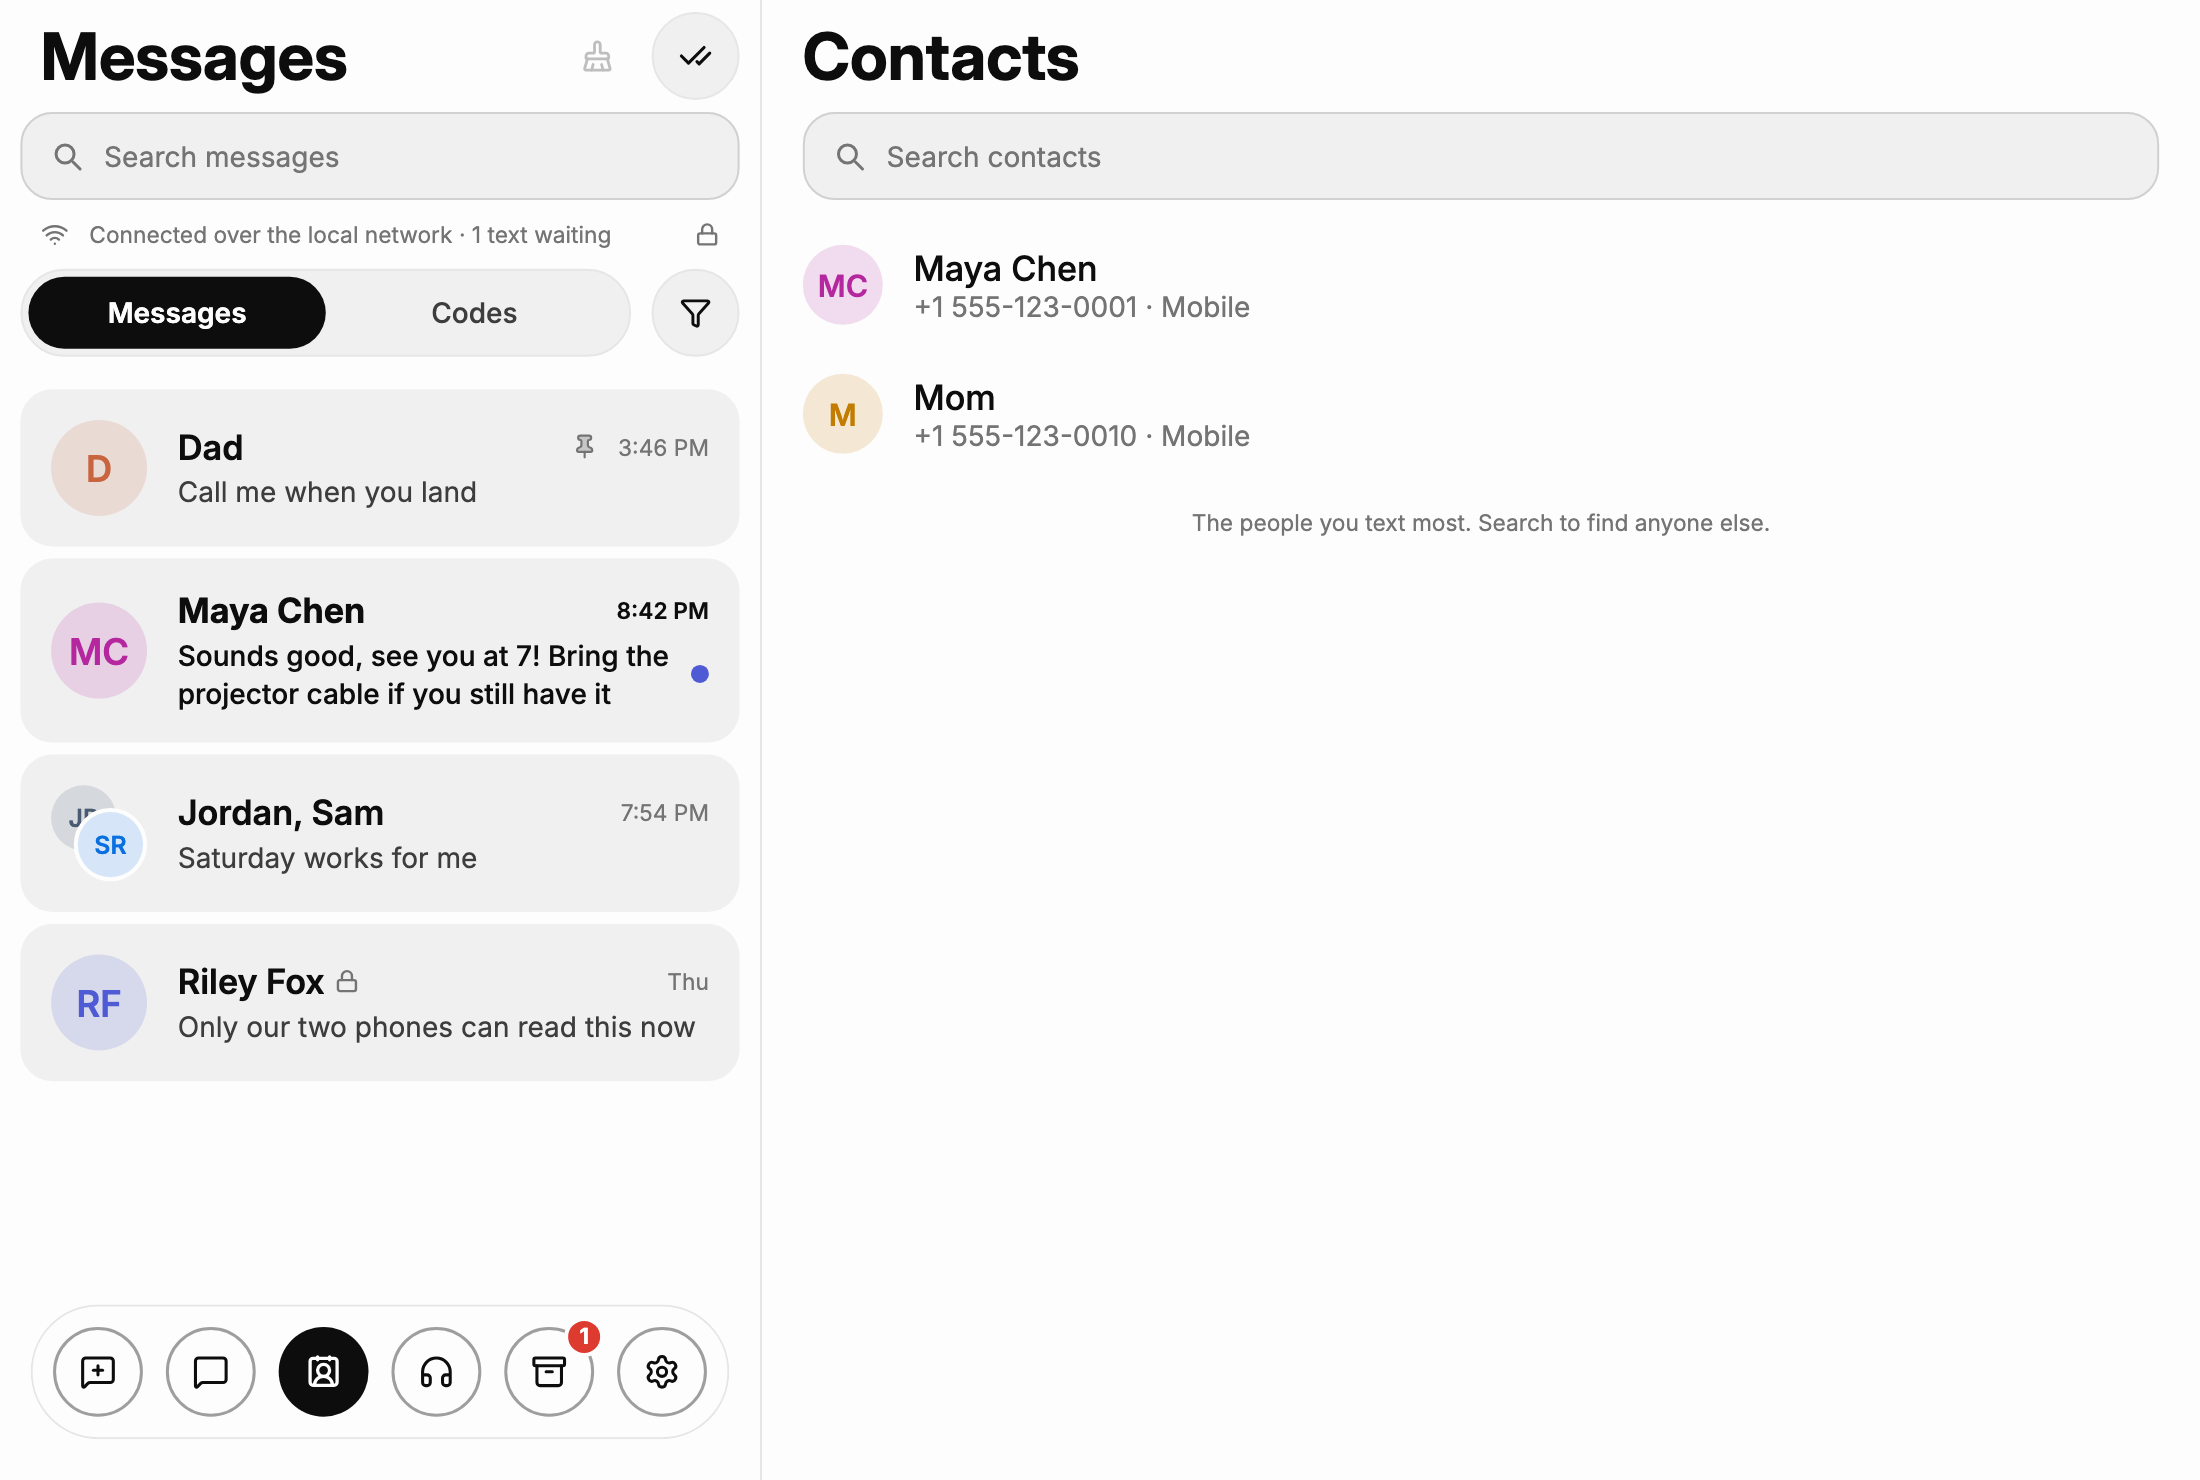 Messages
Search messages
Connected over the local network · 1 text waiting
Messages
Codes
D
Dad
3:46 PM
Call me when you land
MC
Maya Chen
8:42 PM
Sounds good, see you at 7! Bring the
projector cable if you still have it
SR
Jordan, Sam
7:54 PM
Saturday works for me
RF
Riley Fox
Thu
Only our two phones can read this now
1
Contacts
Search contacts
MC
Maya Chen
+1 555-123-0001 · Mobile
M
Mom
+1 555-123-0010 · Mobile
The people you text most. Search to find anyone else.